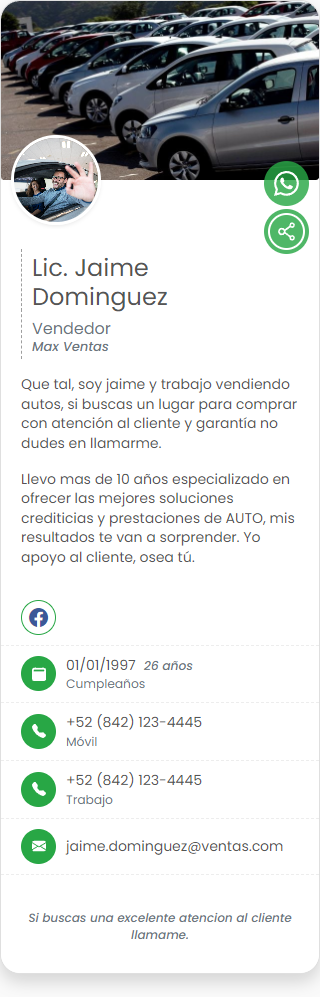 Lic. Jaime
Dominguez
Vendedor
Max Ventas
Que tal, soy jaime y trabajo vendiendo
autos, si buscas un lugar para comprar
con atención al cliente y garantía no
dudes en llamarme.
Llevo mas de 10 años especializado en
ofrecer las mejores soluciones
crediticias y prestaciones de AUTO, mis
resultados te van a sorprender. Yo
apoyo al cliente, osea tú.
01/01/1997 26 años
Cumpleaños
+52 (842) 123-4445
Móvil
+52 (842) 123-4445
Trabajo
jaime.dominguez@ventas.com
Si buscas una excelente atencion al cliente
llamame.